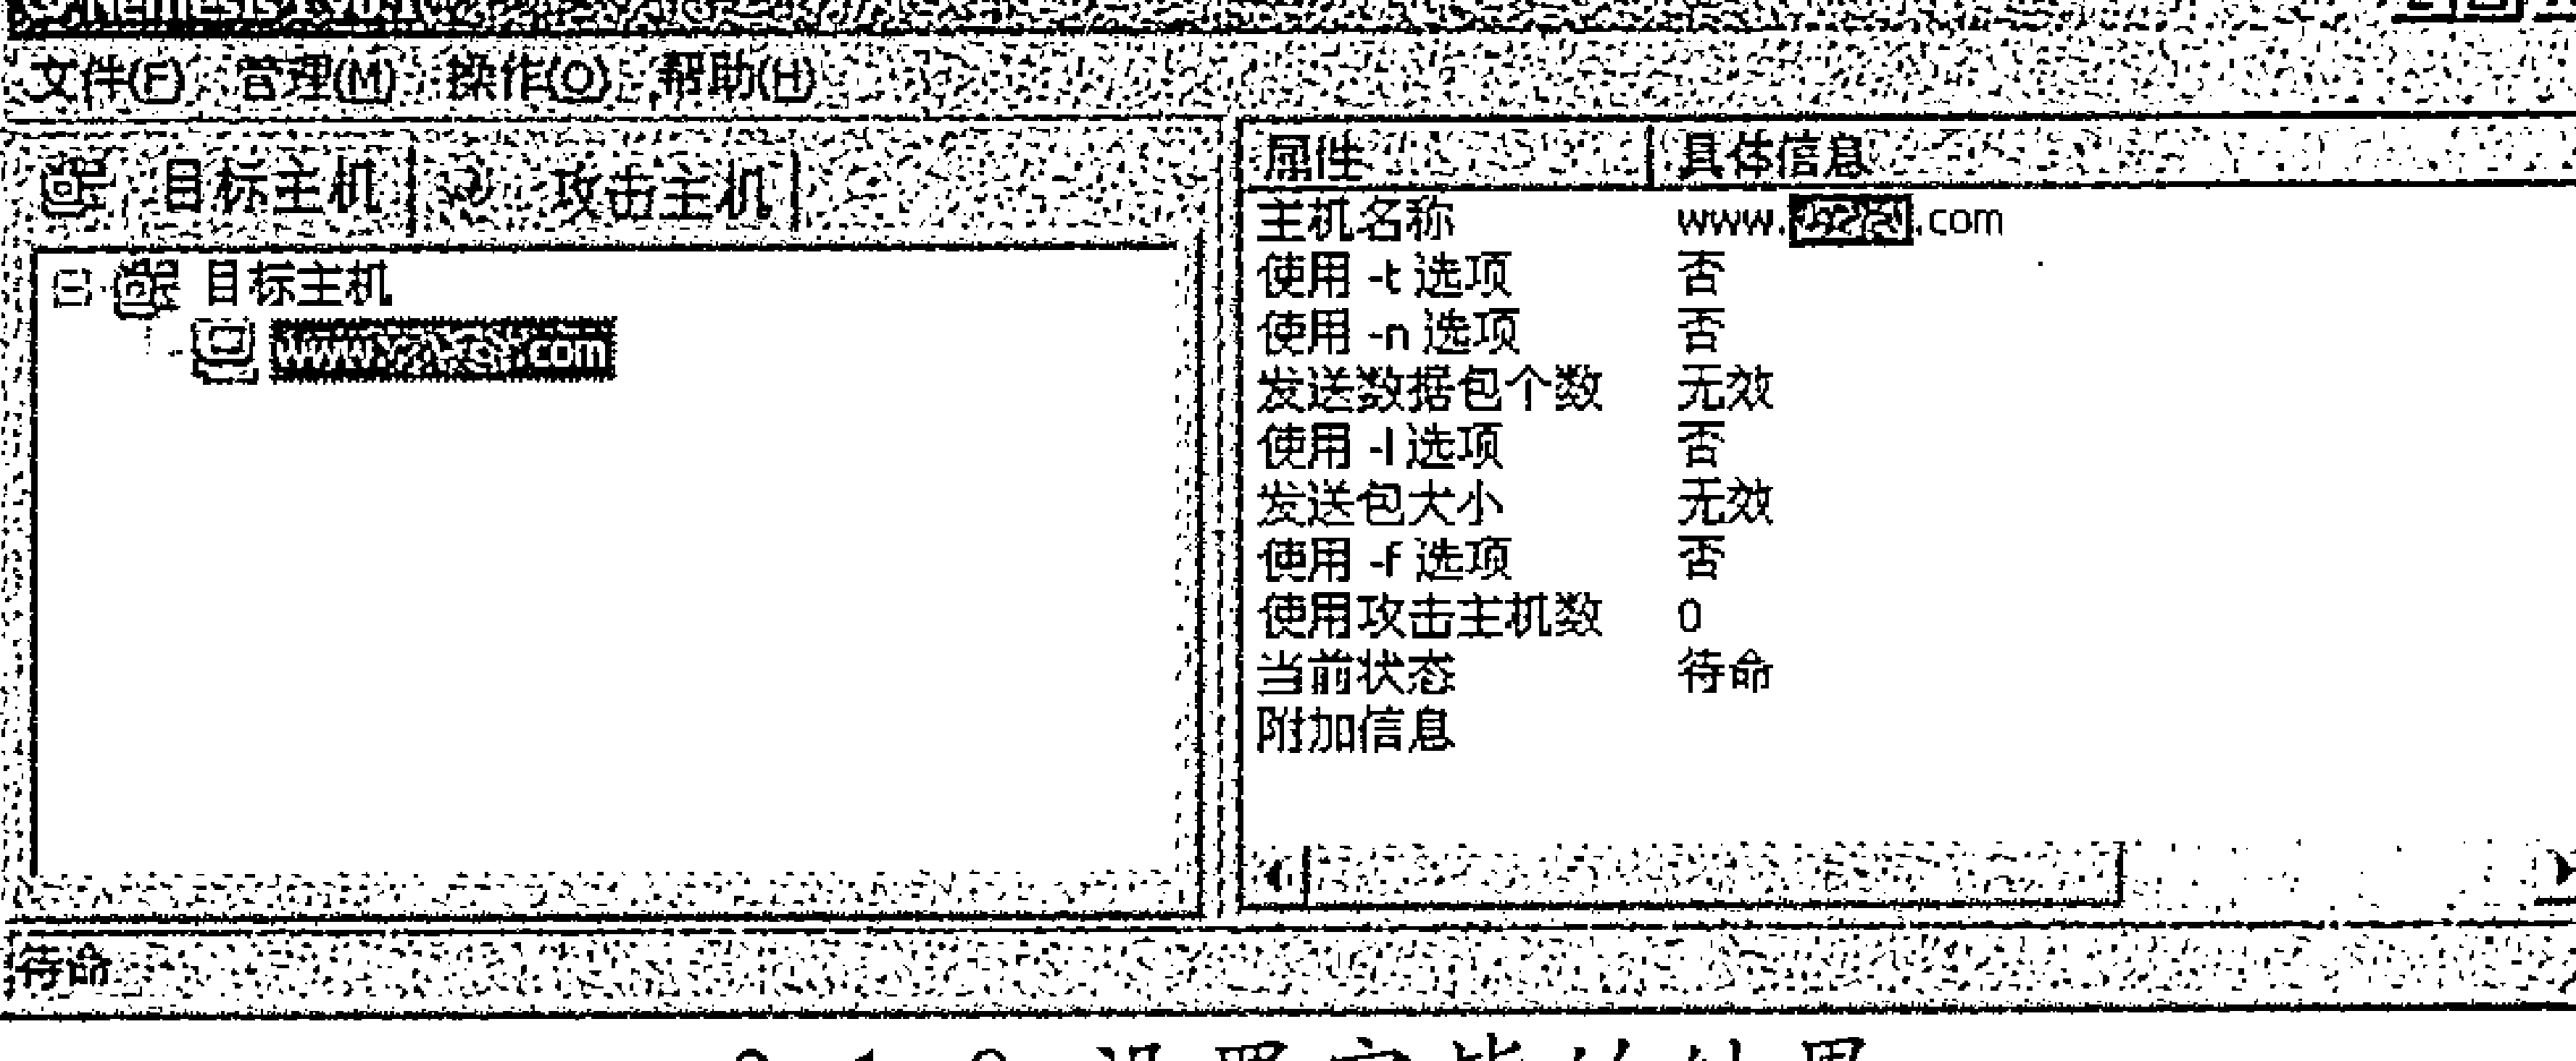 Nemesis
文件(F) 管理(M) 操作(O) 帮助(H)
目标主机 攻击主机
目标主机
www. .com
属性 具体信息
主机名称 www. .com
使用 -t 选项 否
使用 -n 选项 否
发送数据包个数 无效
使用 -l 选项 否
发送包大小 无效
使用 -f 选项 否
使用攻击主机数 0
当前状态 待命
附加信息
待命